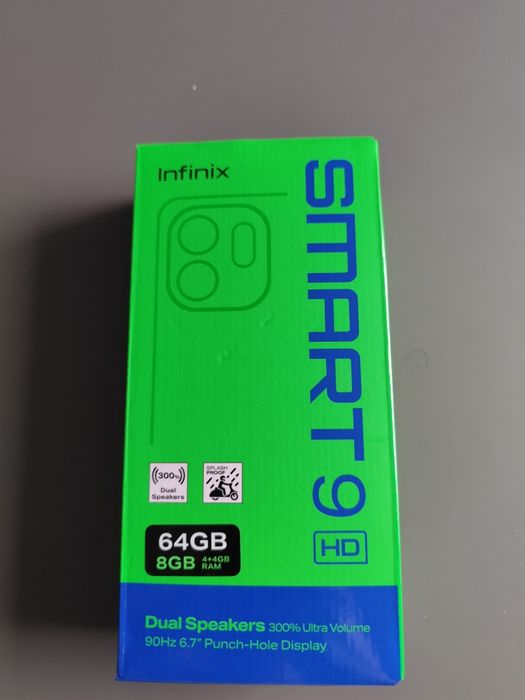 Infinix
SMART 9
HD
300%
Dual
Speakers
SPLASH
PROOF
64GB
8GB 4+4GB
RAM
Dual Speakers 300% Ultra Volume
90Hz 6.7" Punch-Hole Display